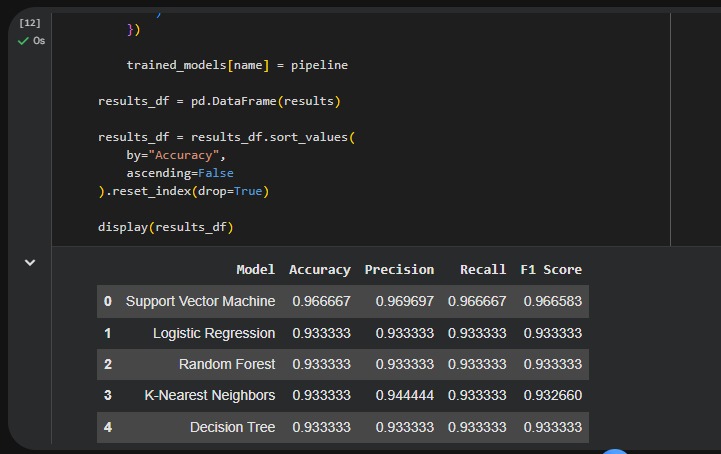 [12]
0s
})
trained_models[name] = pipeline
results_df = pd.DataFrame(results)
results_df = results_df.sort_values(
by="Accuracy",
ascending=False
).reset_index(drop=True)
display(results_df)
Model Accuracy Precision Recall F1 Score
0 Support Vector Machine 0.966667 0.969697 0.966667 0.966583
1 Logistic Regression 0.933333 0.933333 0.933333 0.933333
2 Random Forest 0.933333 0.933333 0.933333 0.933333
3 K-Nearest Neighbors 0.933333 0.944444 0.933333 0.932660
4 Decision Tree 0.933333 0.933333 0.933333 0.933333